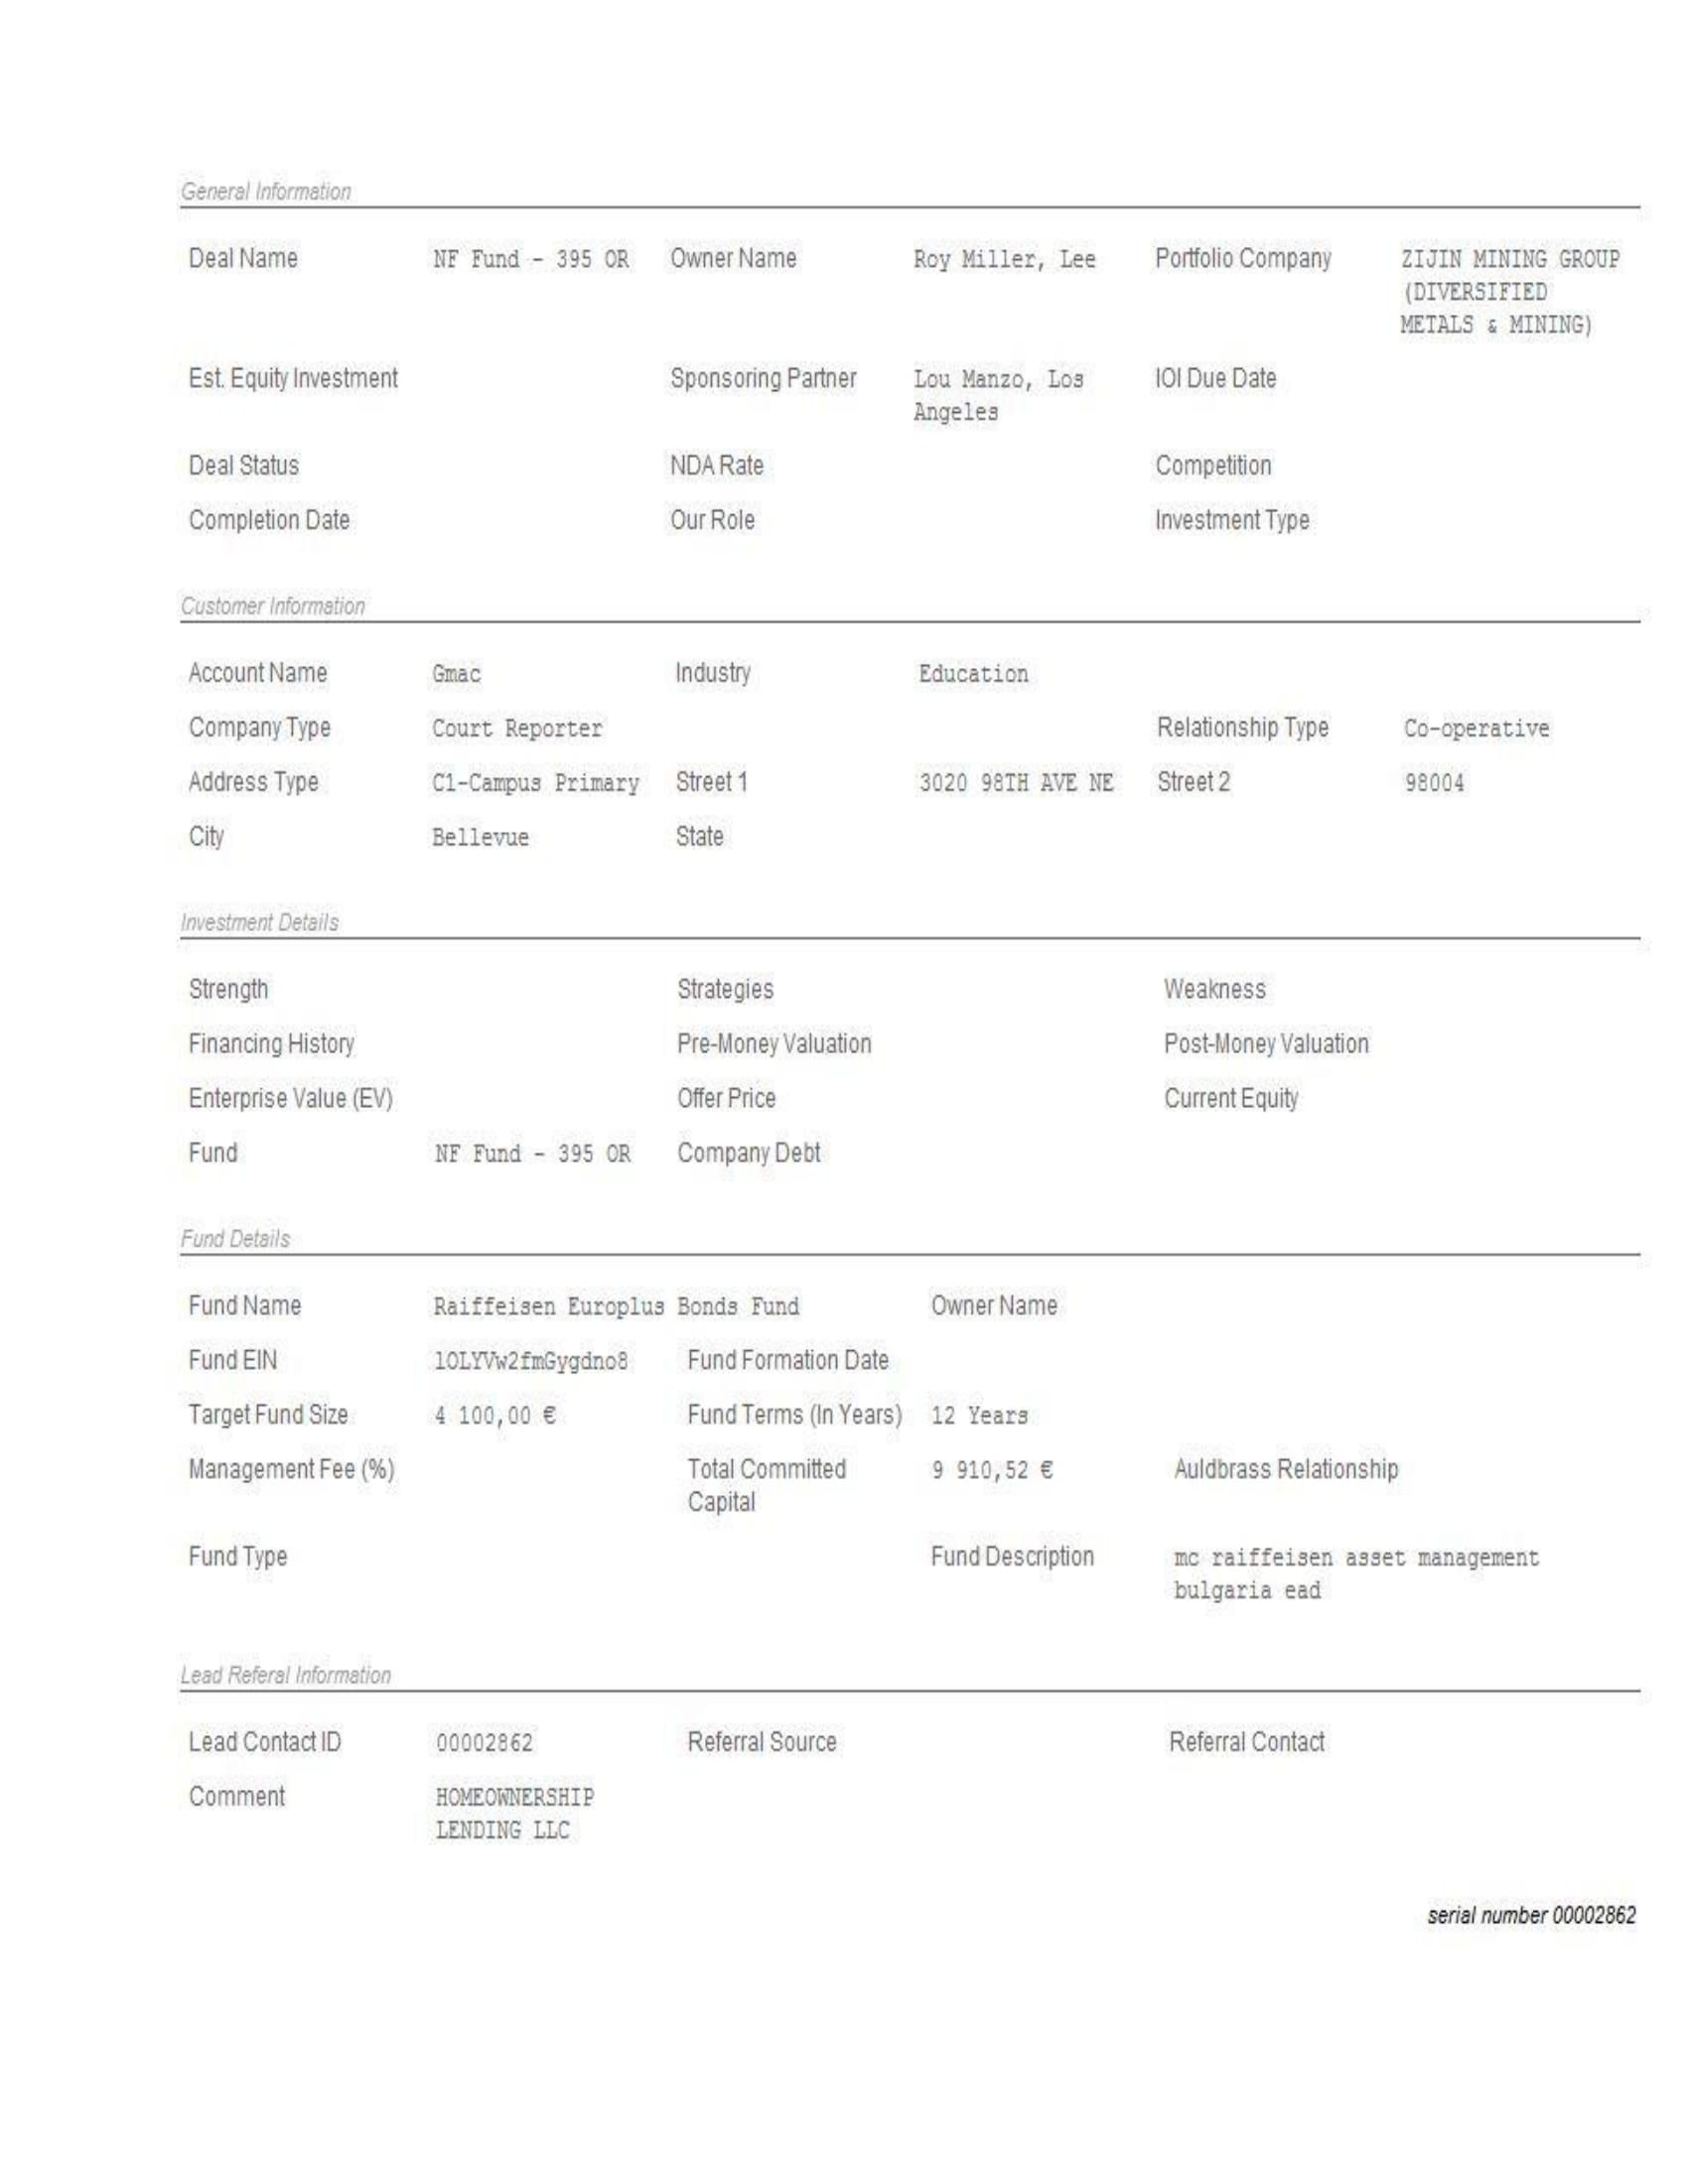 General Information
Deal Name NF Fund - 395 OR Owner Name Roy Miller, Lee Portfolio Company ZIJIN MINING GROUP
(DIVERSIFIED
METALS & MINING)
Est. Equity Investment Sponsoring Partner Lou Manzo, Los IOI Due Date
Angeles
Deal Status NDA Rate Competition
Completion Date Our Role Investment Type
Customer Information
Account Name Gmac Industry Education
Company Type Court Reporter Relationship Type Co-operative
Address Type C1-Campus Primary Street 1 3020 98TH AVE NE Street 2 98004
City Bellevue State
Investment Details
Strength Strategies Weakness
Financing History Pre-Money Valuation Post-Money Valuation
Enterprise Value (EV) Offer Price Current Equity
Fund NF Fund - 395 OR Company Debt
Fund Details
Fund Name Raiffeisen Europlus Bonds Fund Owner Name
Fund EIN lOLYVw2fmGygdno8 Fund Formation Date
Target Fund Size 4 100,00 € Fund Terms (In Years) 12 Years
Management Fee (%) Total Committed 9 910,52 € Auldbrass Relationship
Capital
Fund Type Fund Description mc raiffeisen asset management
bulgaria ead
Lead Referal Information
Lead Contact ID 00002862 Referral Source Referral Contact
Comment HOMEOWNERSHIP
LENDING LLC
serial number 00002862